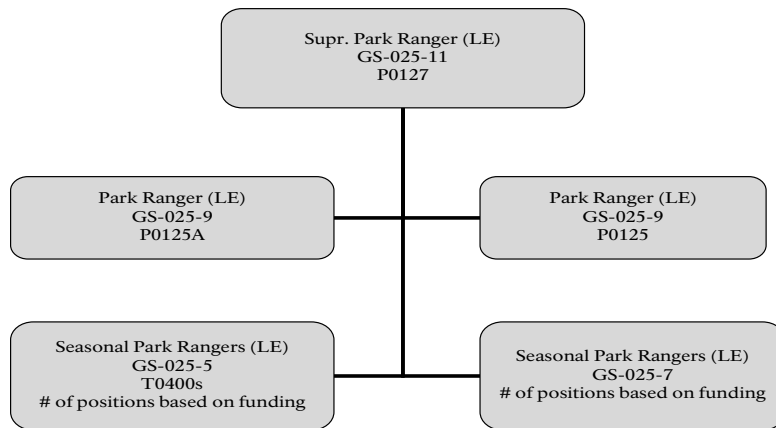 Supr. Park Ranger (LE)
GS-025-11
P0127
Park Ranger (LE)
GS-025-9
P0125A
Park Ranger (LE)
GS-025-9
P0125
Seasonal Park Rangers (LE)
GS-025-5
T0400s
# of positions based on funding
Seasonal Park Rangers (LE)
GS-025-7
# of positions based on funding